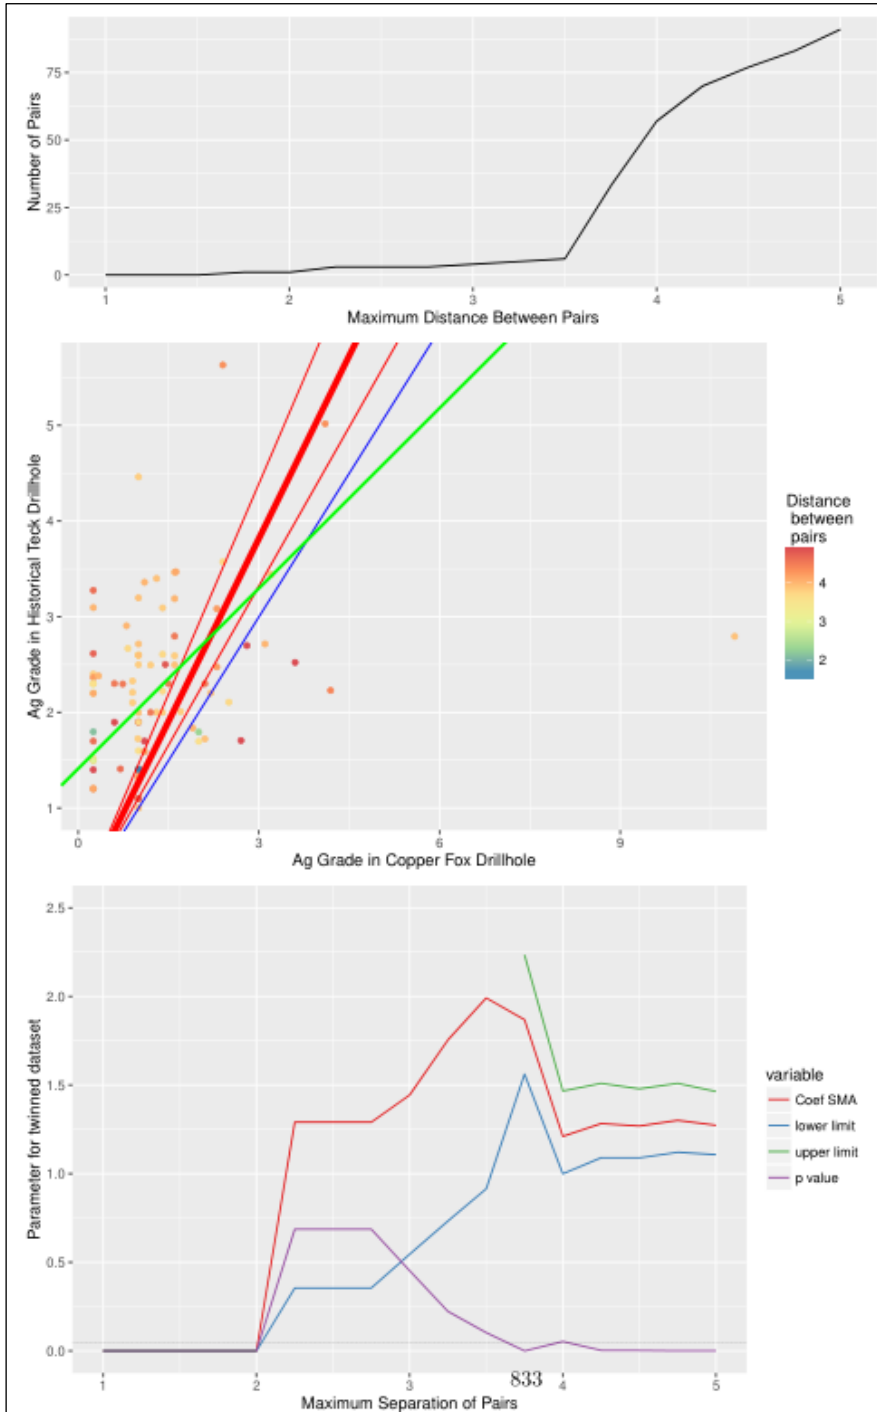 75
50
25
0
Number of Pairs
1 2 3 4 5
Maximum Distance Between Pairs
5
4
3
2
1
Ag Grade in Historical Teck Drillhole
0 3 6 9
Ag Grade in Copper Fox Drillhole
Distance
between
pairs
4
3
2
2.5
2.0
1.5
1.0
0.5
0.0
Parameter for twinned dataset
1 2 3 4 5
833
Maximum Separation of Pairs
variable
Coef SMA
lower limit
upper limit
p value